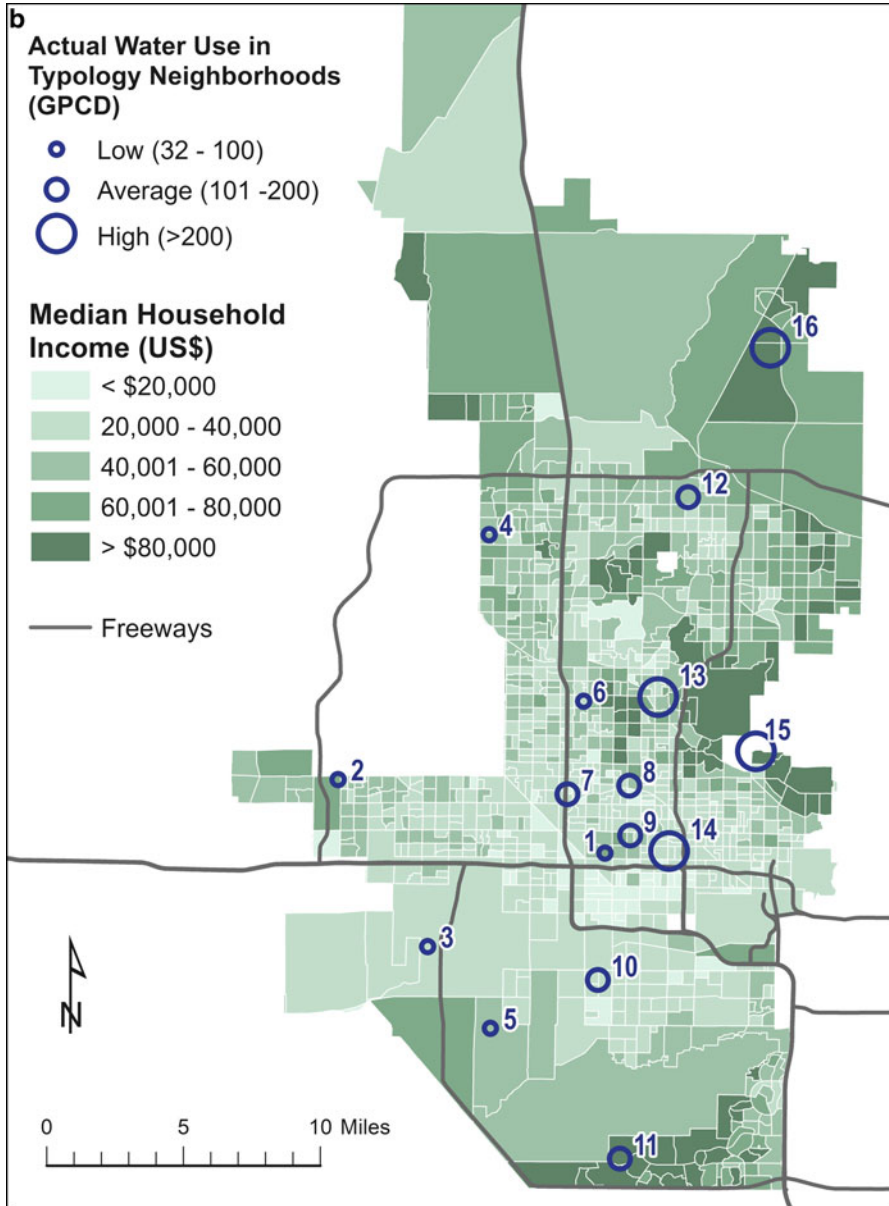 b
Actual Water Use in
Typology Neighborhoods
(GPCD)
Low (32 - 100)
Average (101 -200)
High (>200)
Median Household
Income (US$)
< $20,000
20,000 - 40,000
40,001 - 60,000
60,001 - 80,000
> $80,000
Freeways
16
12
4
13
6
15
2
8
7
9
14
1
3
10
5
11
N
0 5 10 Miles